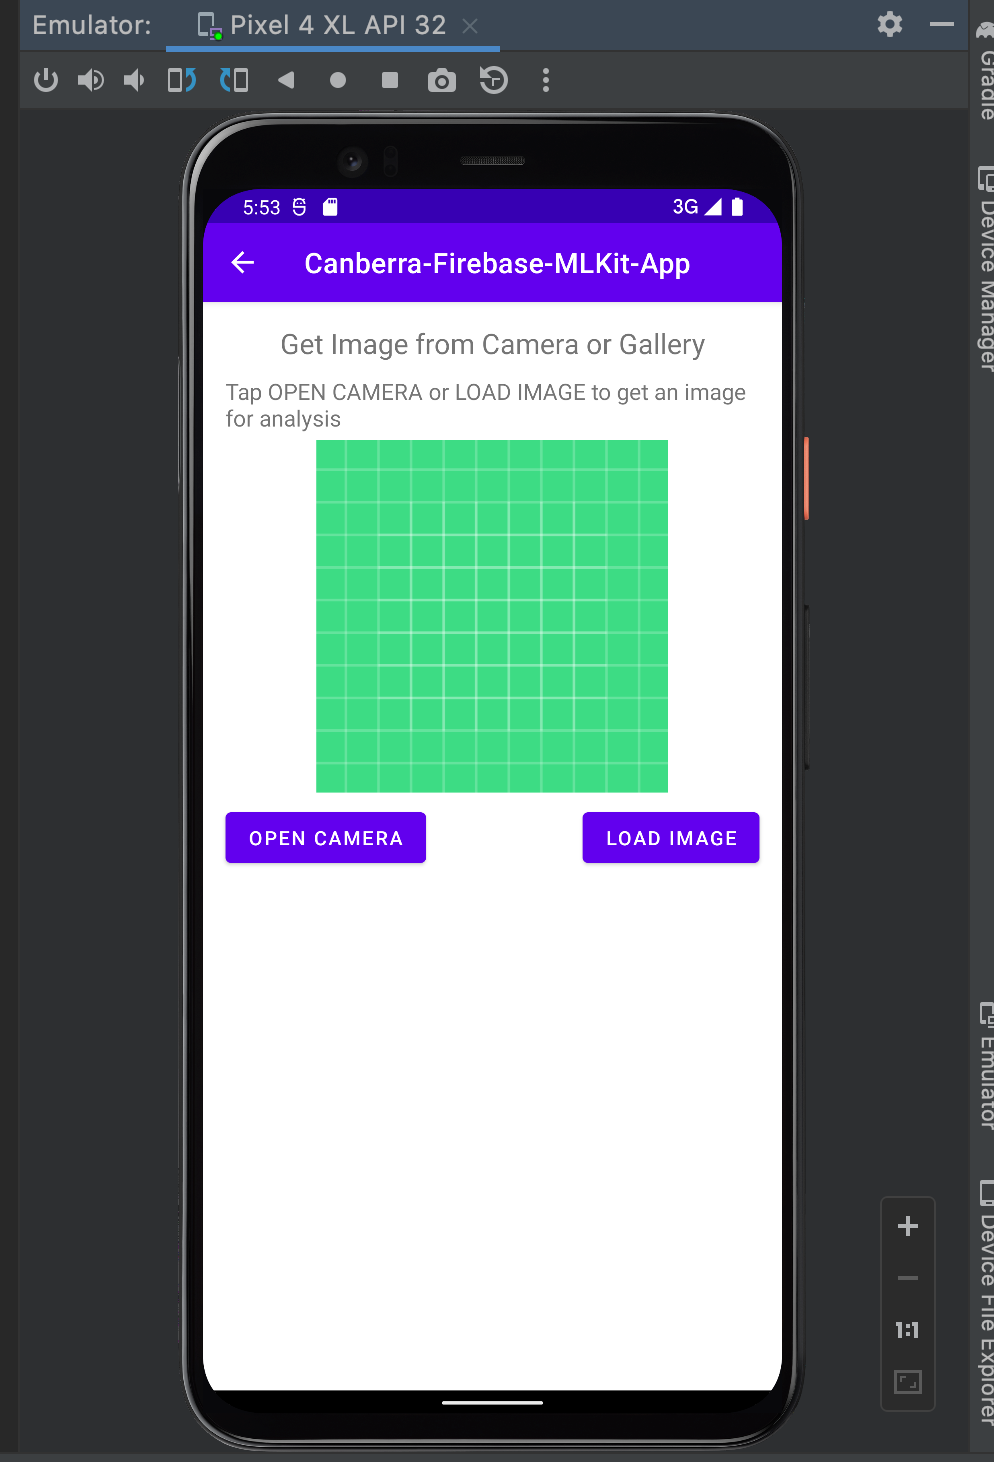 Emulator:
Pixel 4 XL API 32
5:53
3G
Canberra-Firebase-MLKit-App
Get Image from Camera or Gallery
Tap OPEN CAMERA or LOAD IMAGE to get an image
for analysis
OPEN CAMERA
LOAD IMAGE
1:1
Gradle
Device Manager
Emulator
Device File Explorer